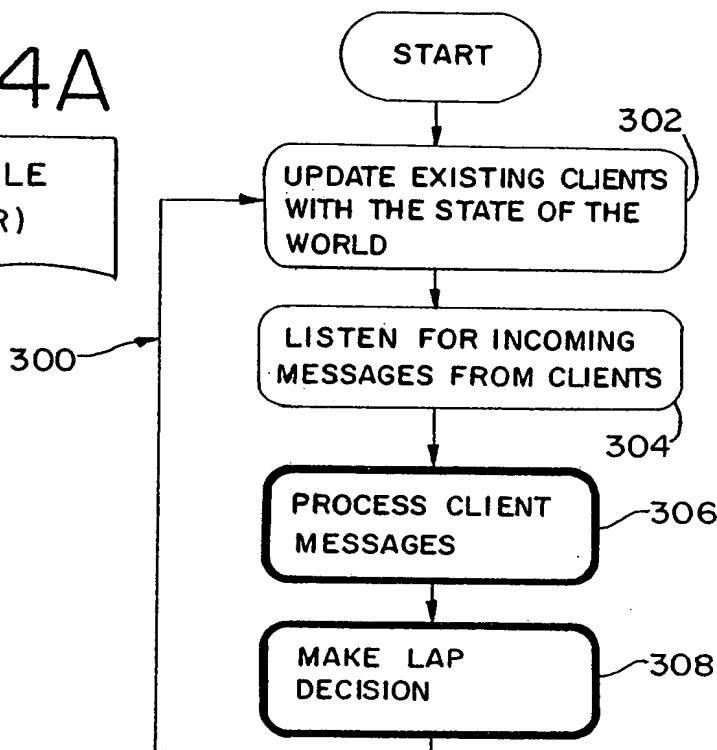 4A
LE
R)
START
302
UPDATE EXISTING CLIENTS
WITH THE STATE OF THE
WORLD
300
LISTEN FOR INCOMING
MESSAGES FROM CLIENTS
304
PROCESS CLIENT
MESSAGES
306
MAKE LAP
DECISION
308